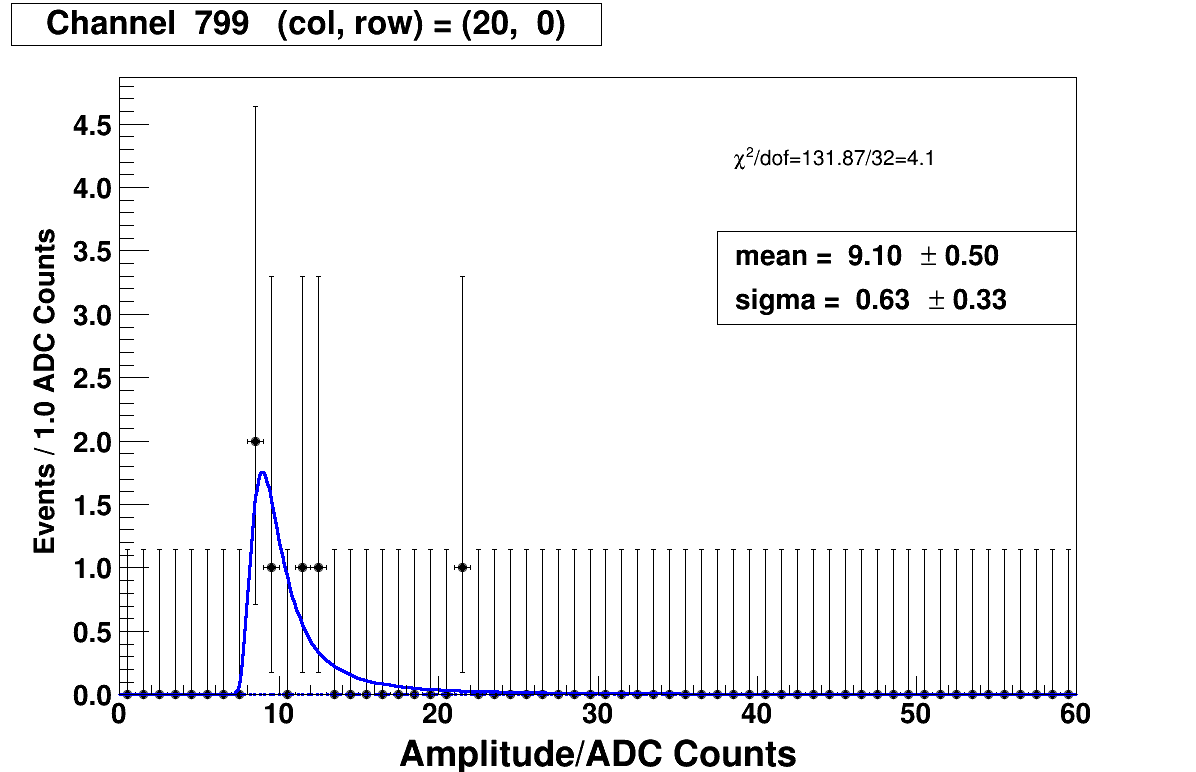 Channel 799 (col, row) = (20, 0)
χ²/dof=131.87/32=4.1
mean = 9.10 ± 0.50
sigma = 0.63 ± 0.33
Events / 1.0 ADC Counts
4.5
4.0
3.5
3.0
2.5
2.0
1.5
1.0
0.5
0.0
0 10 20 30 40 50 60
Amplitude/ADC Counts